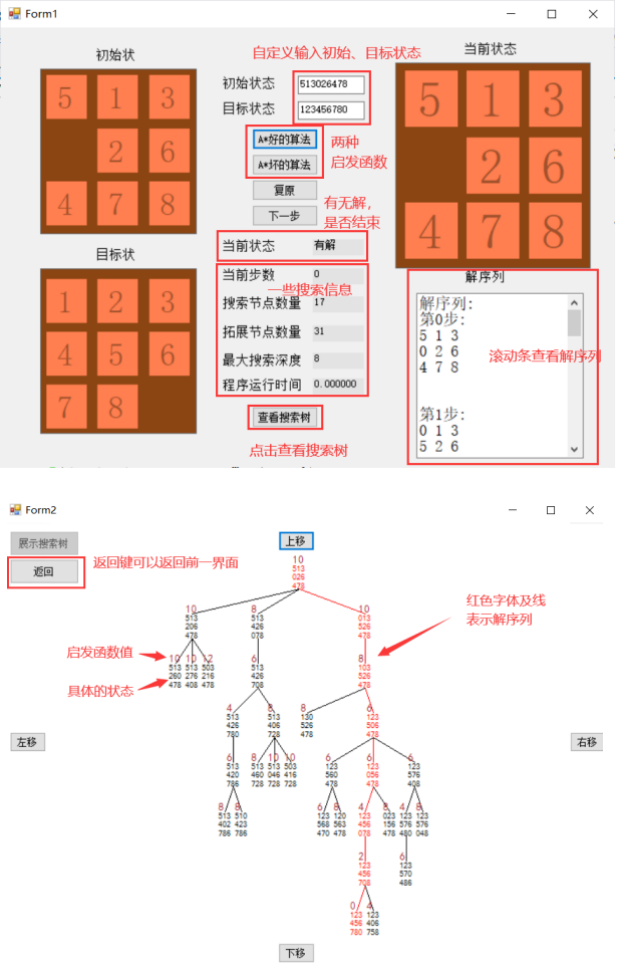 Form1
初始状
自定义输入初始、目标状态
当前状态
5 1 3
2 6
4 7 8
初始状态 513026478
目标状态 123456780
A*好的算法
A*坏的算法
两种
启发函数
复原
下一步
有无解，
是否结束
5 1 3
2 6
4 7 8
目标状
1 2 3
4 5 6
7 8
当前状态 有解
当前步数 0
一些搜索信息
搜索节点数量 17
拓展节点数量 31
最大搜索深度 8
程序运行时间 0.000000
查看搜索树
点击查看搜索树
解序列
解序列:
第0步:
5 1 3
0 2 6
4 7 8
第1步:
0 1 3
5 2 6
滚动条查看解序列
Form2
展示搜索树
返回
返回键可以返回前一界面
上移
10
513
026
478
红色字体及线
表示解序列
10 8 10
513 513 013
206 426 526
478 078 478
启发函数值
具体的状态
10 10 12 6 8
513 513 503 513 103
260 276 216 426 526
478 408 478 708 478
4 8 8 6
513 513 130 123
426 406 526 506
780 728 478 478
左移
右移
6 8 10 10 6 6 6
513 513 513 503 123 123 123
420 460 046 416 560 056 576
786 728 728 728 478 478 408
8 8 6 8 4 8 4 8
513 510 123 120 123 023 123 123
402 423 568 563 456 156 576 576
786 786 470 478 078 478 480 048
2 6
123 123
456 570
708 486
0 4
123 123
456 406
780 758
下移